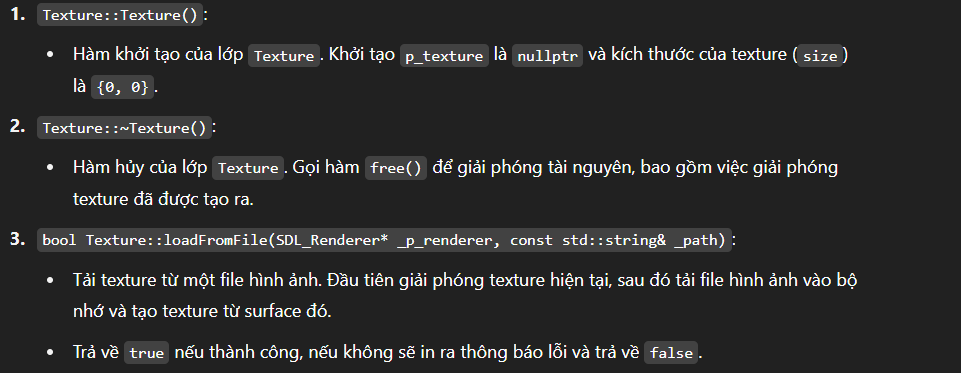 1. Texture::Texture():
• Hàm khởi tạo của lớp Texture. Khởi tạo p_texture là nullptr và kích thước của texture (size)
là {0, 0}.
2. Texture::~Texture():
• Hàm hủy của lớp Texture. Gọi hàm free() để giải phóng tài nguyên, bao gồm việc giải phóng
texture đã được tạo ra.
3. bool Texture::loadFromFile(SDL_Renderer* _p_renderer, const std::string& _path):
• Tải texture từ một file hình ảnh. Đầu tiên giải phóng texture hiện tại, sau đó tải file hình ảnh vào bộ
nhớ và tạo texture từ surface đó.
• Trả về true nếu thành công, nếu không sẽ in ra thông báo lỗi và trả về false.